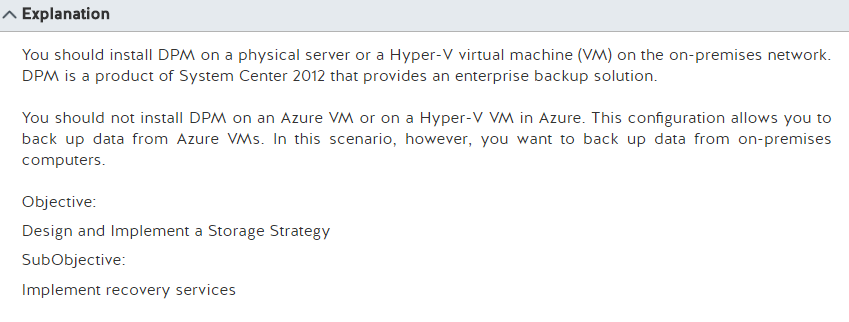 Explanation
You should install DPM on a physical server or a Hyper-V virtual machine (VM) on the on-premises network.
DPM is a product of System Center 2012 that provides an enterprise backup solution.
You should not install DPM on an Azure VM or on a Hyper-V VM in Azure. This configuration allows you to
back up data from Azure VMs. In this scenario, however, you want to back up data from on-premises
computers.
Objective:
Design and Implement a Storage Strategy
SubObjective:
Implement recovery services